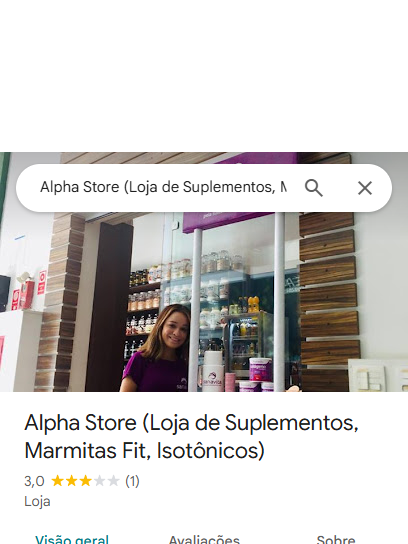 Alpha Store (Loja de Suplementos, M
Alpha Store (Loja de Suplementos,
Marmitas Fit, Isotônicos)
3,0 (1)
Loja
Visão geral Avaliações Sobre